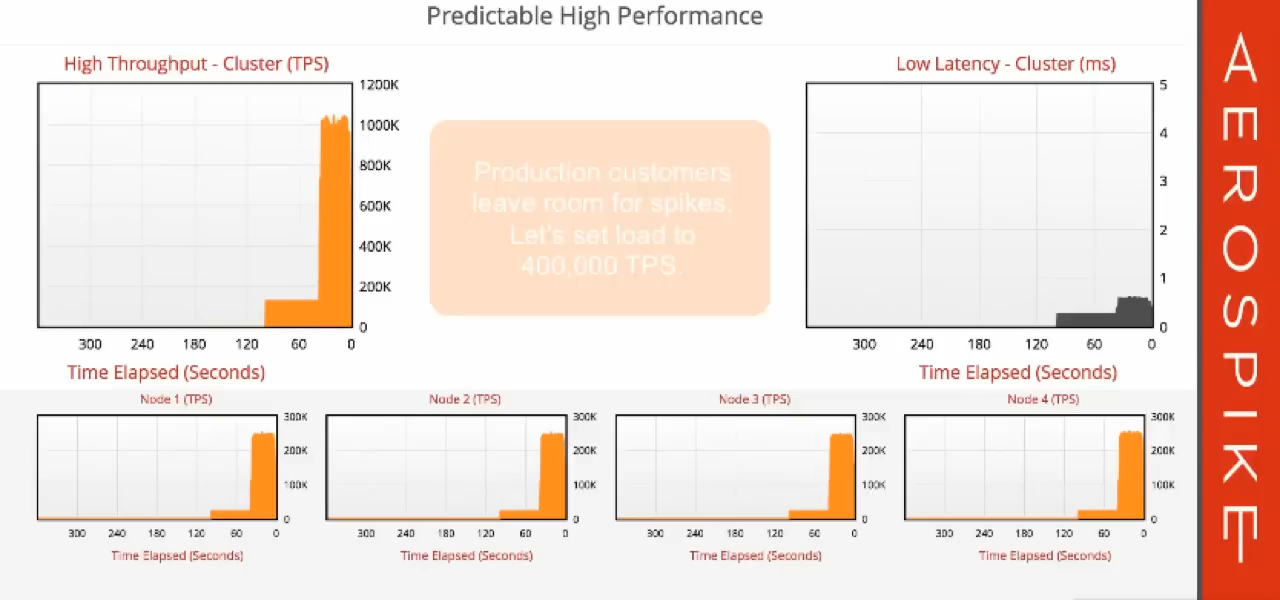 Predictable High Performance
High Throughput - Cluster (TPS)
1200K
1000K
800K
600K
400K
200K
0
300 240 180 120 60 0
Time Elapsed (Seconds)
Production customers
leave room for spikes.
Let's set load to
400,000 TPS.
Low Latency - Cluster (ms)
5
4
3
2
1
0
300 240 180 120 60 0
Time Elapsed (Seconds)
Node 1 (TPS)
300K
200K
100K
0
300 240 180 120 60 0
Time Elapsed (Seconds)
Node 2 (TPS)
300K
200K
100K
0
300 240 180 120 60 0
Time Elapsed (Seconds)
Node 3 (TPS)
300K
200K
100K
0
300 240 180 120 60 0
Time Elapsed (Seconds)
Node 4 (TPS)
300K
200K
100K
0
300 240 180 120 60 0
Time Elapsed (Seconds)
AEROSPIKE